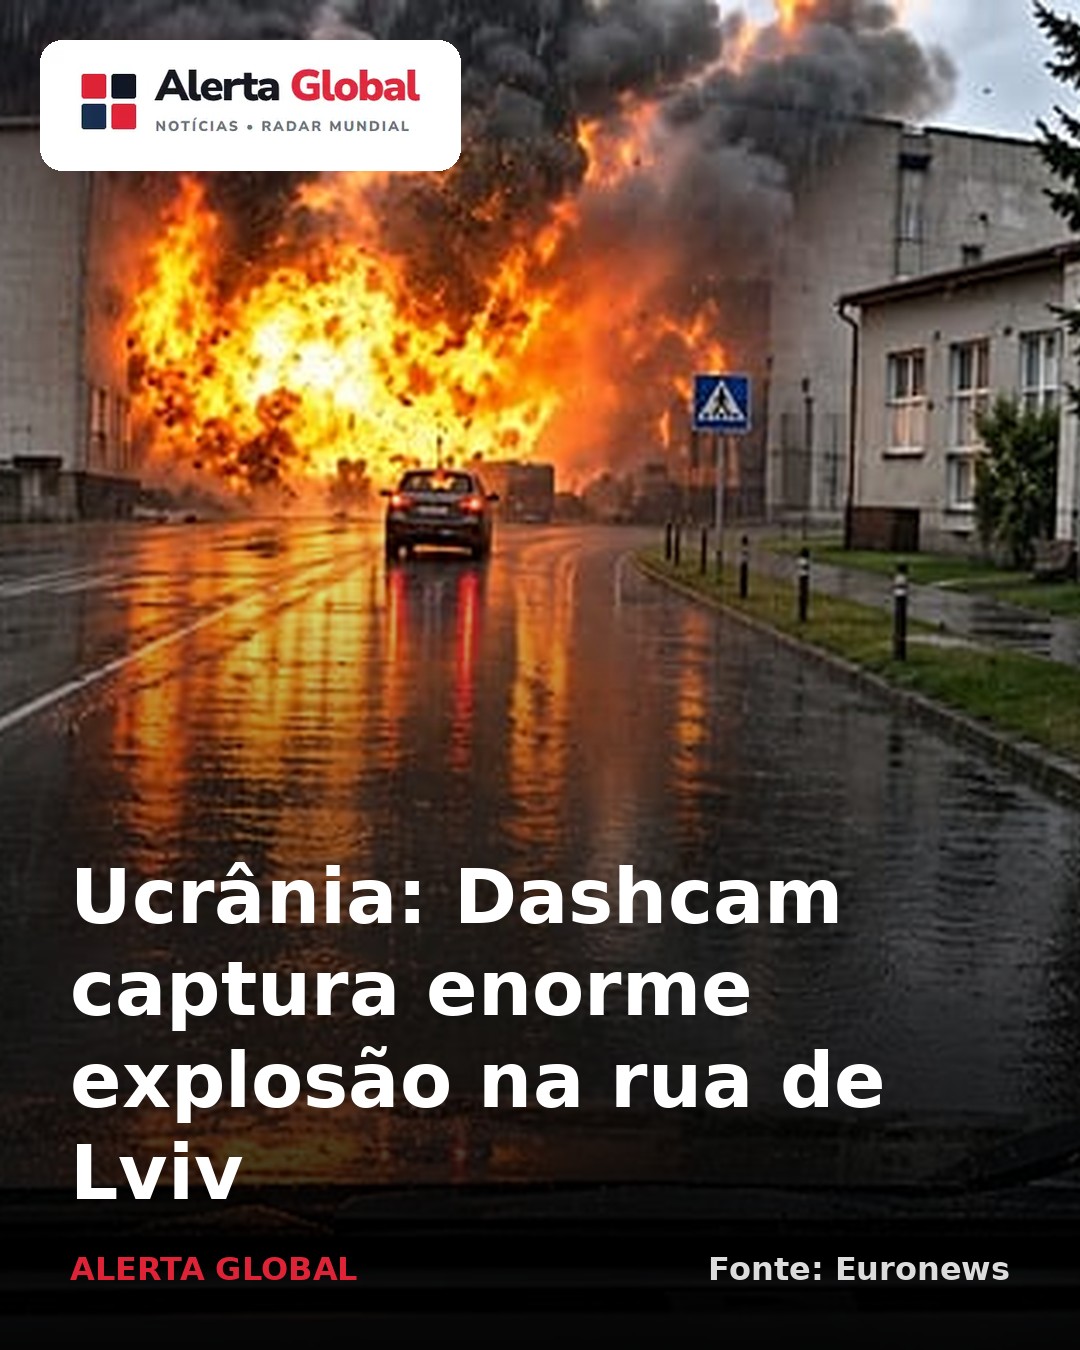 Alerta Global
NOTÍCIAS • RADAR MUNDIAL
Ucrânia: Dashcam
captura enorme
explosão na rua de
Lviv
ALERTA GLOBAL
Fonte: Euronews